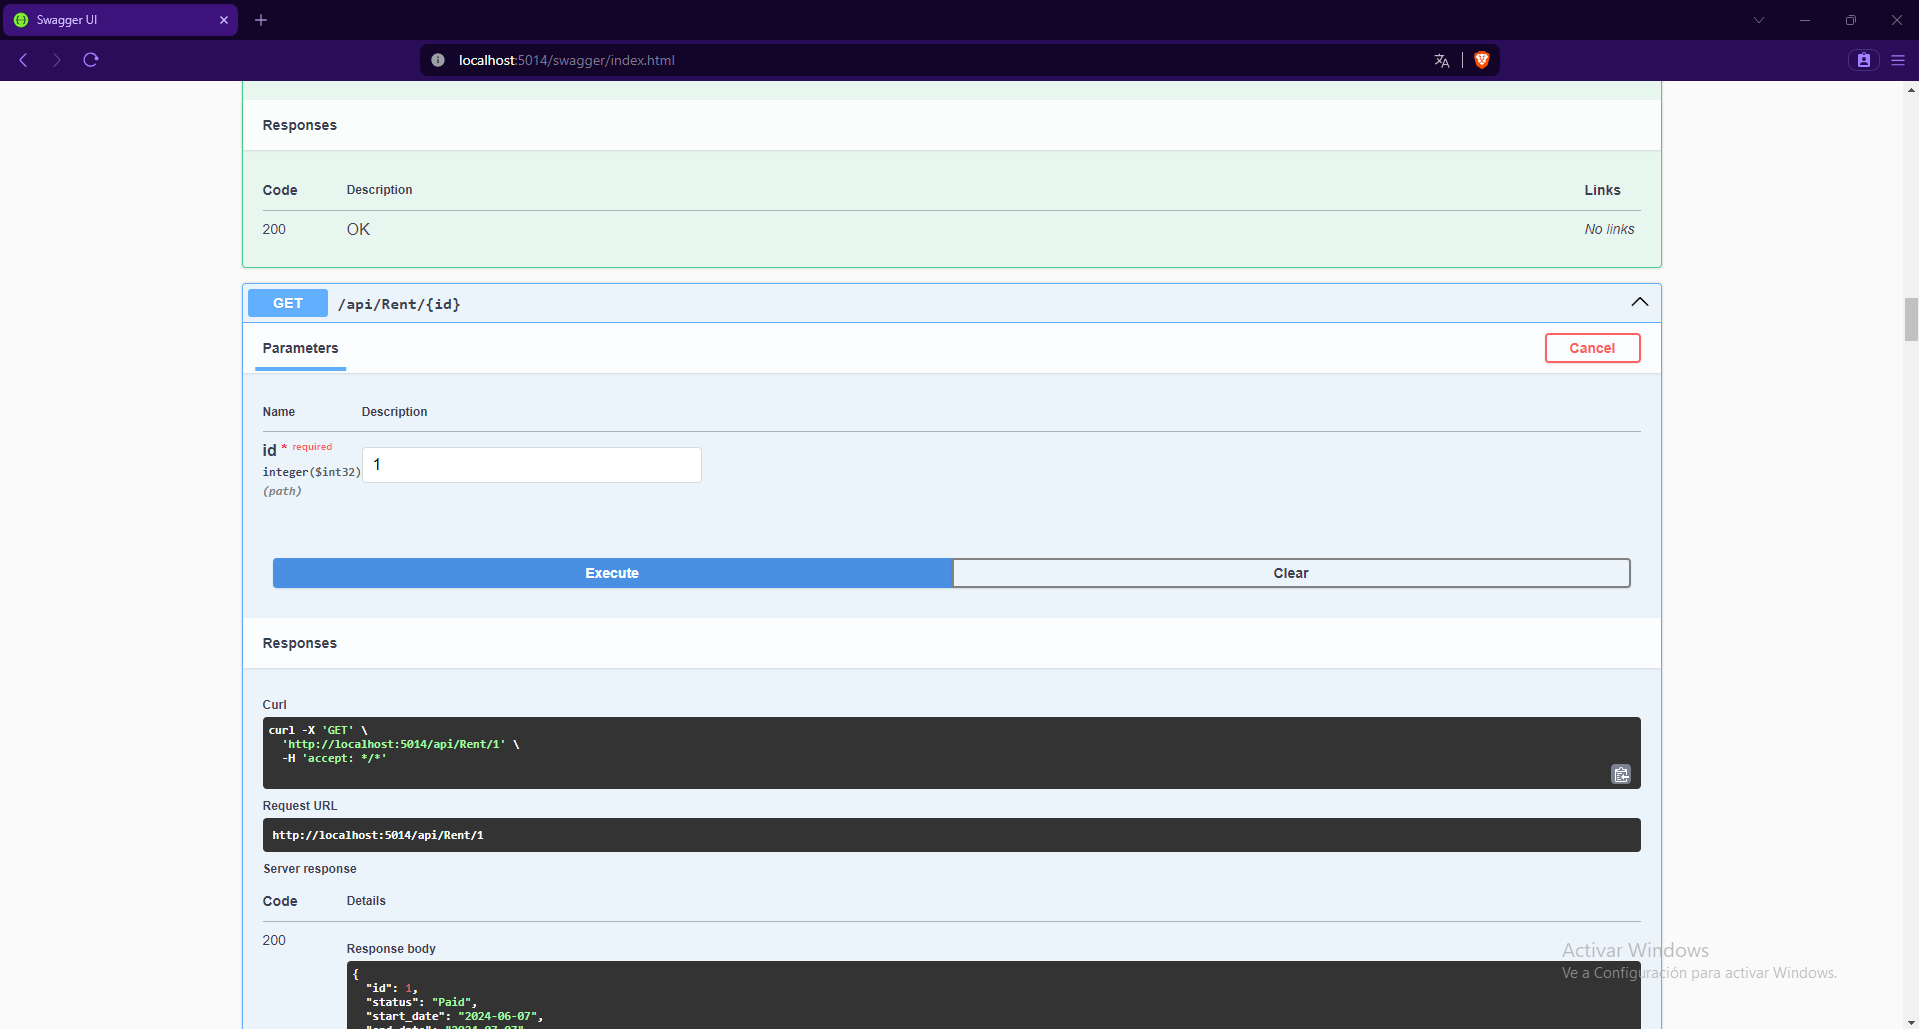 Swagger UI
localhost:5014/swagger/index.html
Responses
Code Description Links
200 OK No links
GET /api/Rent/{id}
Parameters Cancel
Name Description
id * required
integer($int32)
(path)
1
Execute Clear
Responses
Curl
curl -X 'GET' \
'http://localhost:5014/api/Rent/1' \
-H 'accept: */*'
Request URL
http://localhost:5014/api/Rent/1
Server response
Code Details
200
Response body
{
"id": 1,
"status": "Paid",
"start_date": "2024-06-07",
Activar Windows
Ve a Configuración para activar Windows.